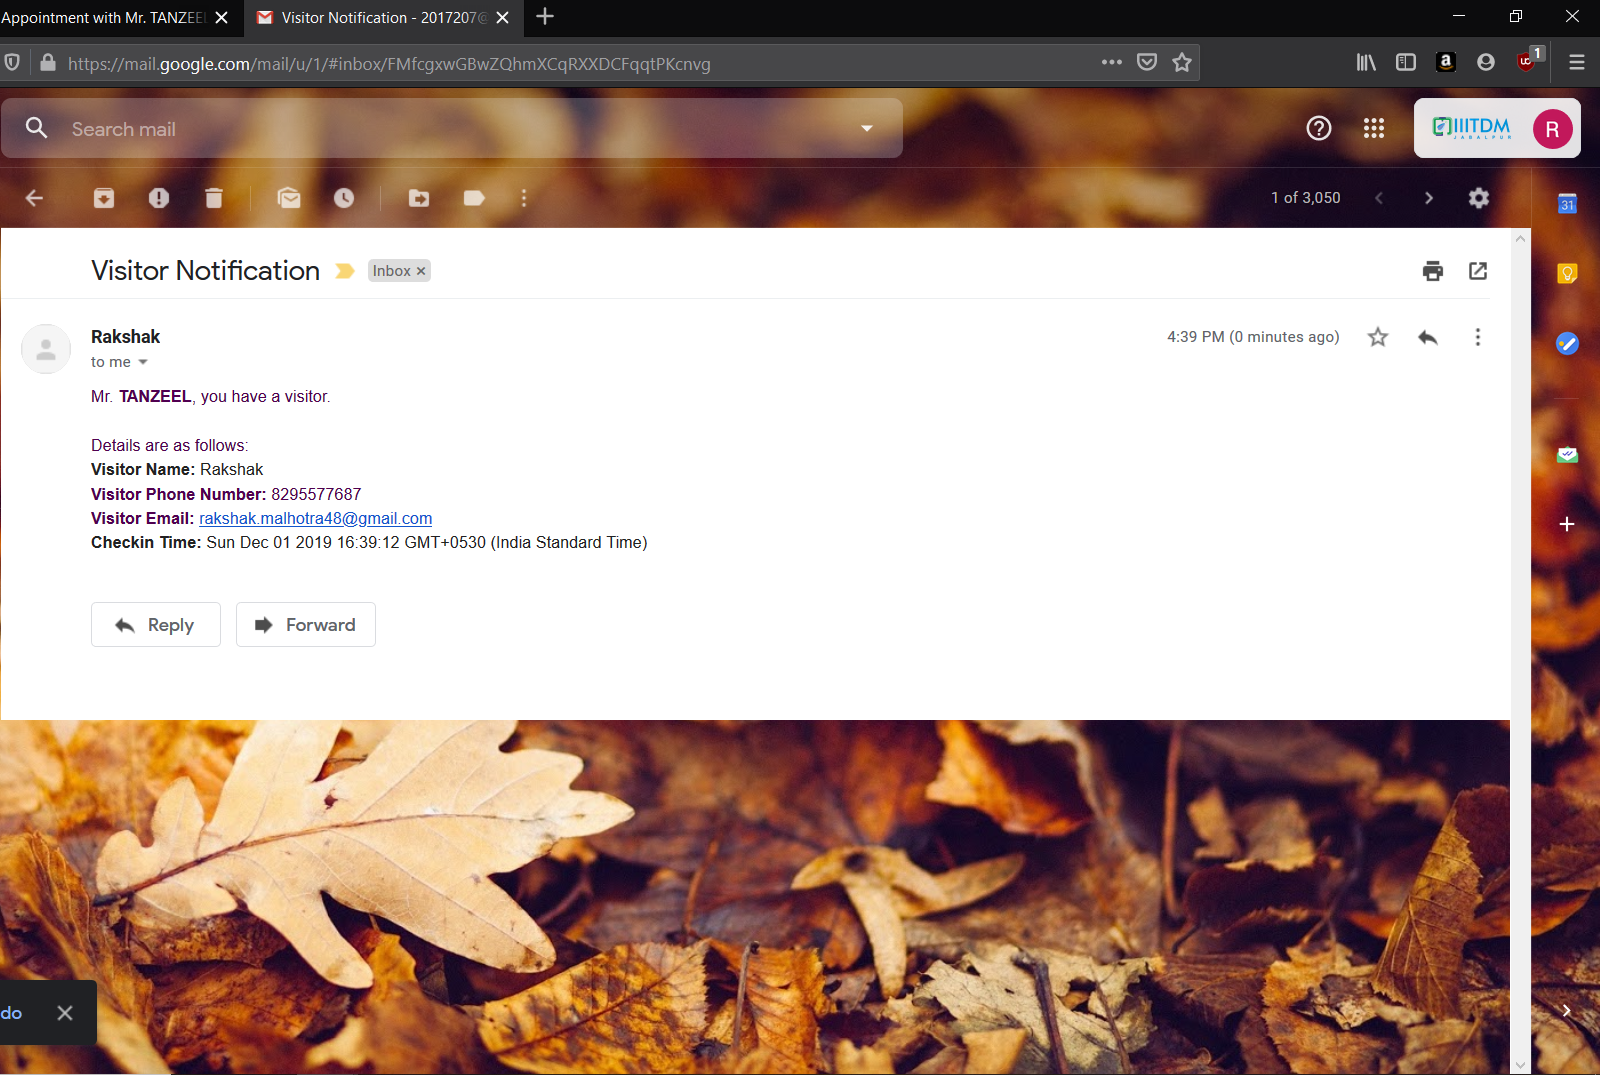 Appointment with Mr. TANZEE
Visitor Notification - 2017207@
https://mail.google.com/mail/u/1/#inbox/FMfcgxwGBwZQhmXCqRXXDCFqqtPKcnvg
a
1
Search mail
IIITDM
JABALPUR
R
1 of 3,050
31
Visitor Notification
Inbox ×
Rakshak
4:39 PM (0 minutes ago)
to me
Mr. TANZEEL, you have a visitor.
Details are as follows:
Visitor Name: Rakshak
Visitor Phone Number: 8295577687
Visitor Email: rakshak.malhotra48@gmail.com
Checkin Time: Sun Dec 01 2019 16:39:12 GMT+0530 (India Standard Time)
Reply
Forward
do